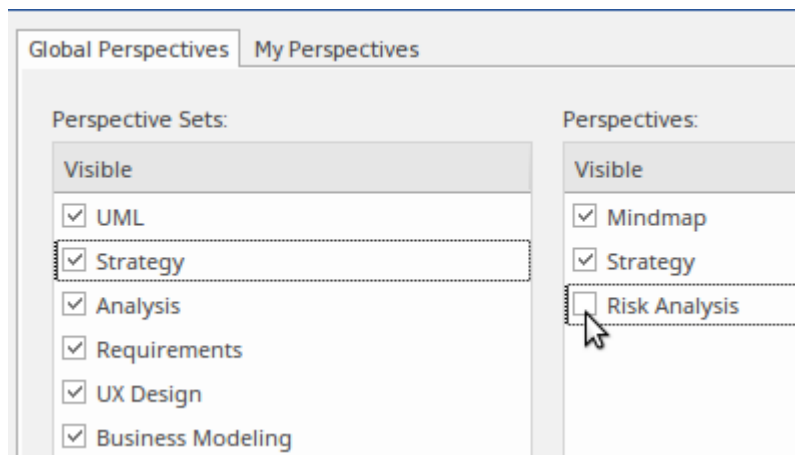 Global Perspectives
My Perspectives
Perspective Sets:
Visible
UML
Strategy
Analysis
Requirements
UX Design
Business Modeling
Perspectives:
Visible
Mindmap
Strategy
Risk Analysis